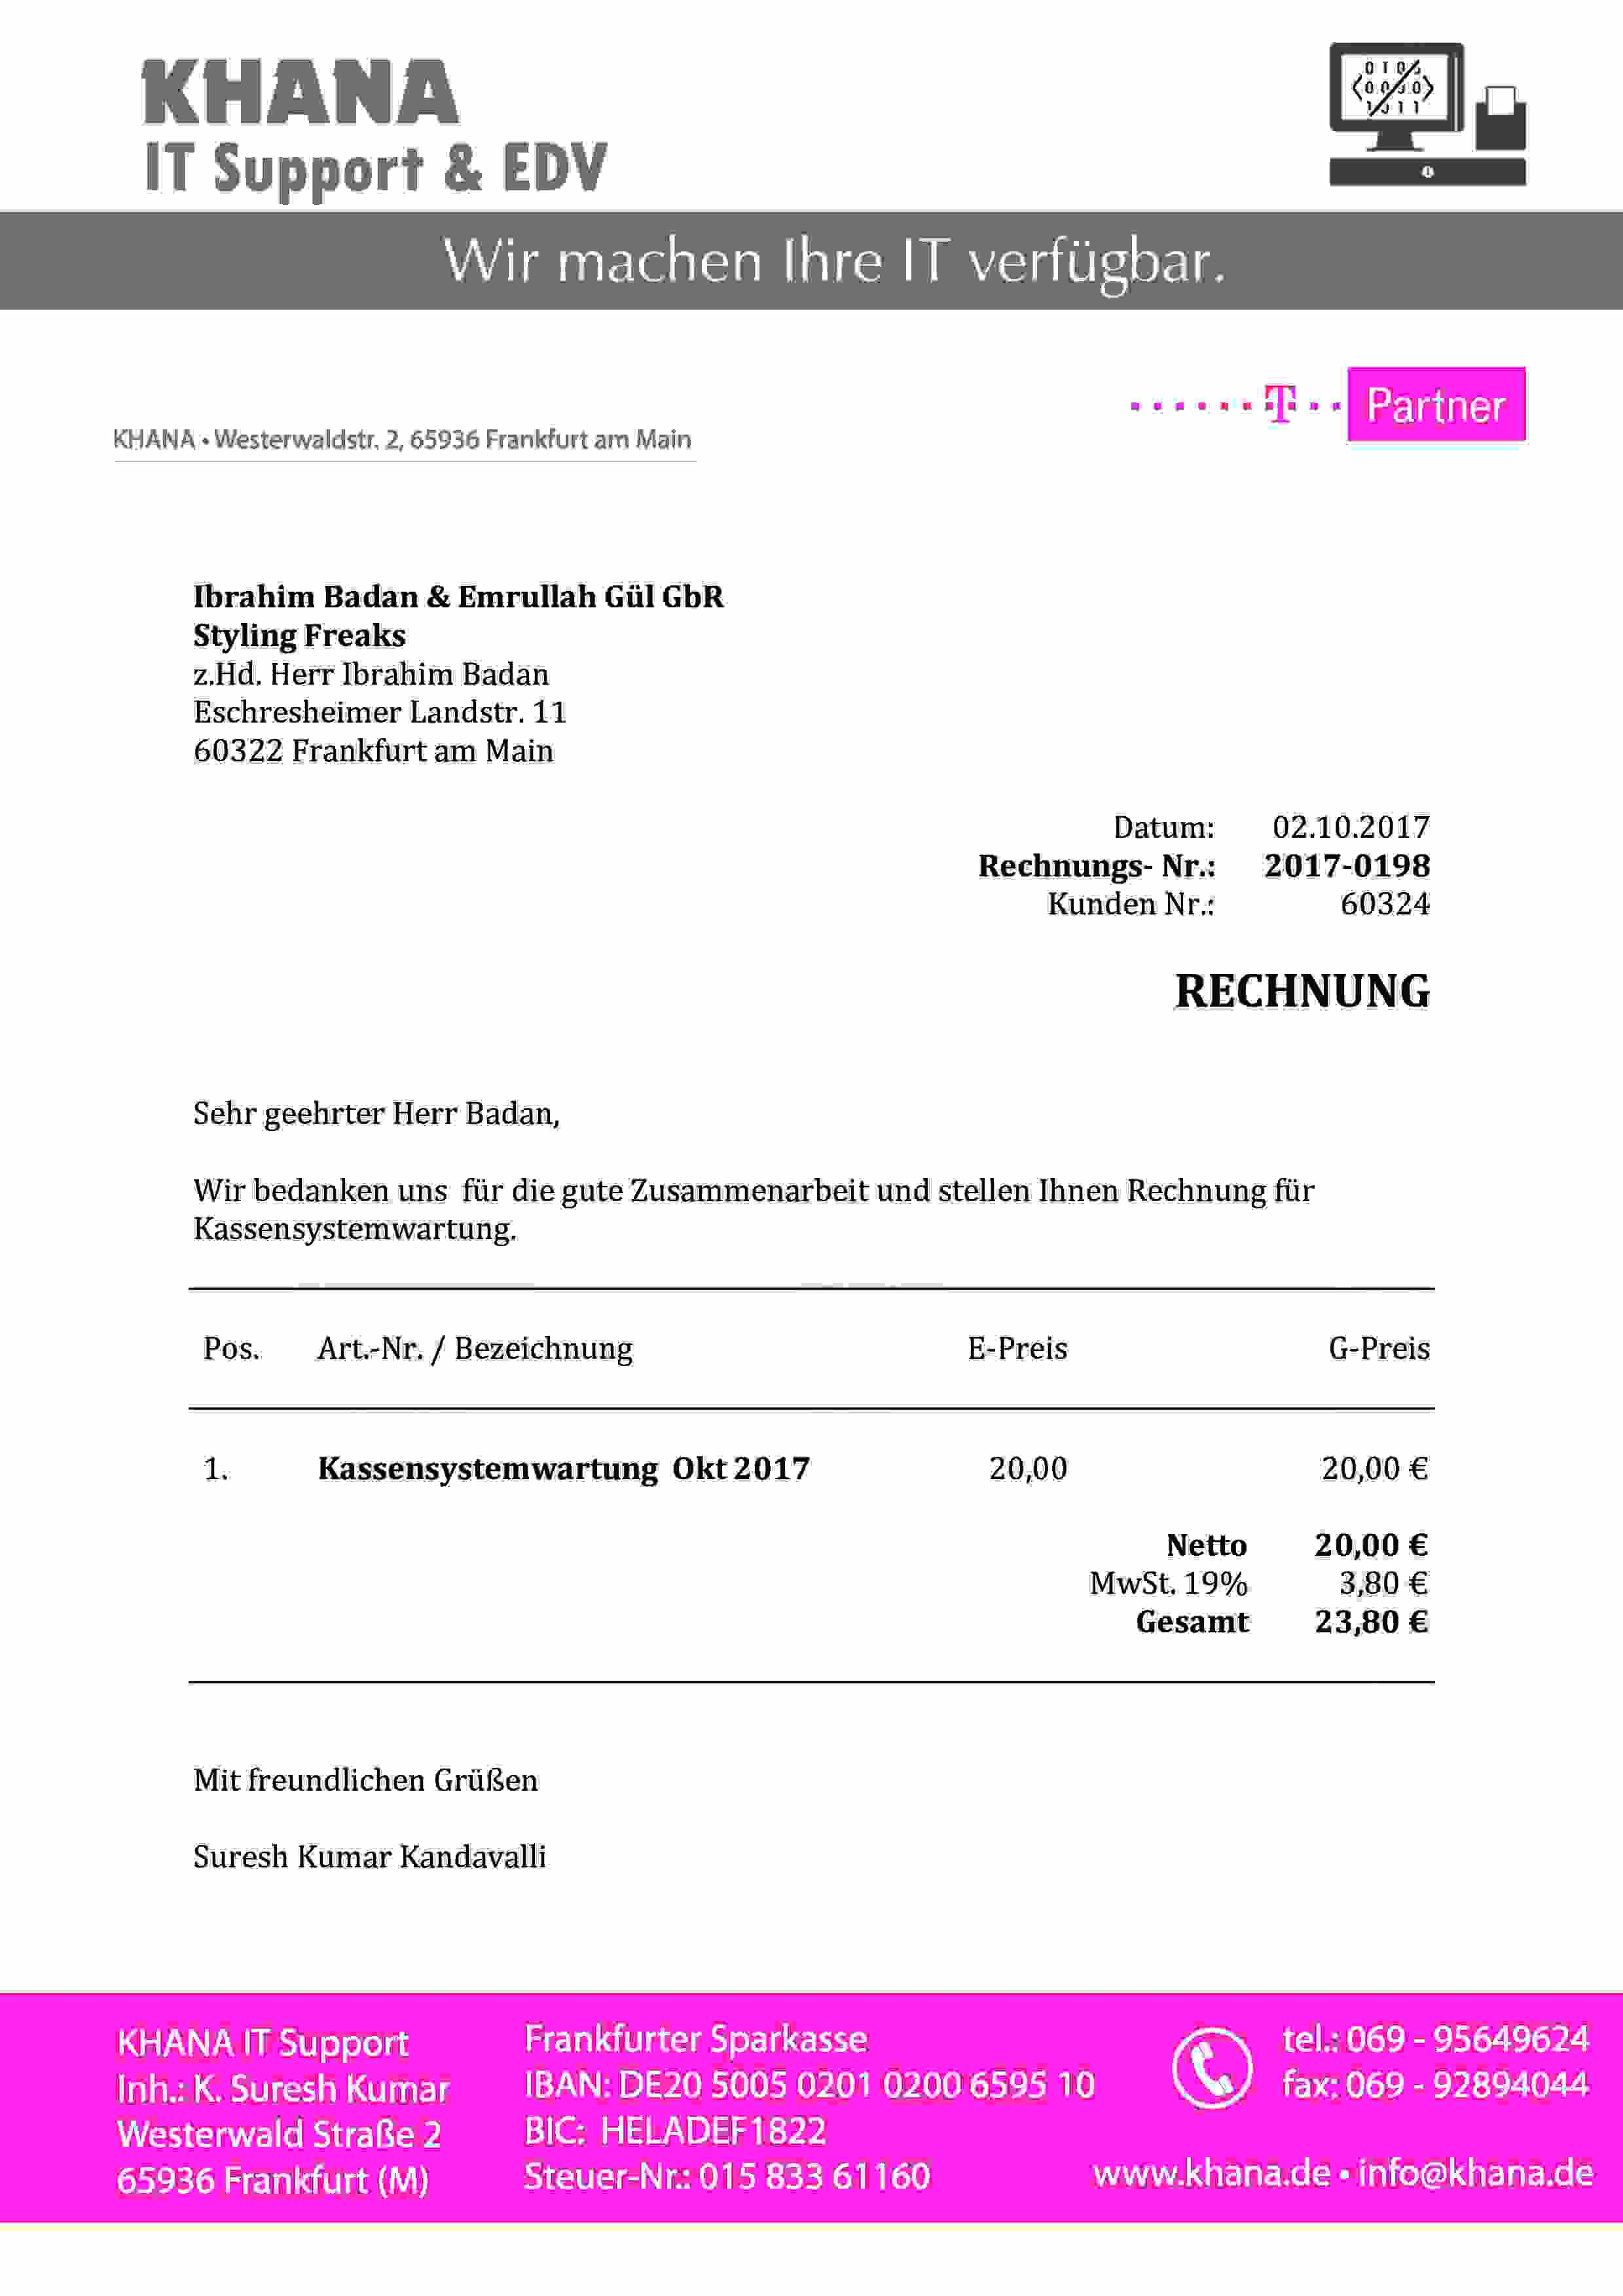 KHANA
IT Support & EDV
Wir machen Ihre IT verfügbar.
T Partner
KHANA • Westerwaldstr. 2, 65936 Frankfurt am Main
Ibrahim Badan & Emrullah Gül GbR
Styling Freaks
z.Hd. Herr Ibrahim Badan
Eschresheimer Landstr. 11
60322 Frankfurt am Main
Datum: 02.10.2017
Rechnungs- Nr.: 2017-0198
Kunden Nr.: 60324
RECHNUNG
Sehr geehrter Herr Badan,
Wir bedanken uns für die gute Zusammenarbeit und stellen Ihnen Rechnung für
Kassensystemwartung.
Pos. Art.-Nr. / Bezeichnung E-Preis G-Preis
1. Kassensystemwartung Okt 2017 20,00 20,00 €
Netto 20,00 €
MwSt. 19% 3,80 €
Gesamt 23,80 €
Mit freundlichen Grüßen
Suresh Kumar Kandavalli
KHANA IT Support
Inh.: K. Suresh Kumar
Westerwald Straße 2
65936 Frankfurt (M)
Frankfurter Sparkasse
IBAN: DE20 5005 0201 0200 6595 10
BIC: HELADEF1822
Steuer-Nr.: 015 833 61160
tel.: 069 - 95649624
fax: 069 - 92894044
www.khana.de • info@khana.de